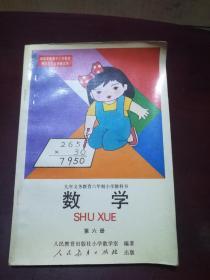 265
× 30
7950
九年义务教育六年制小学教科书
数 学
SHU XUE
第六册
人民教育出版社小学数学室 编著
人民教育出版社 出版